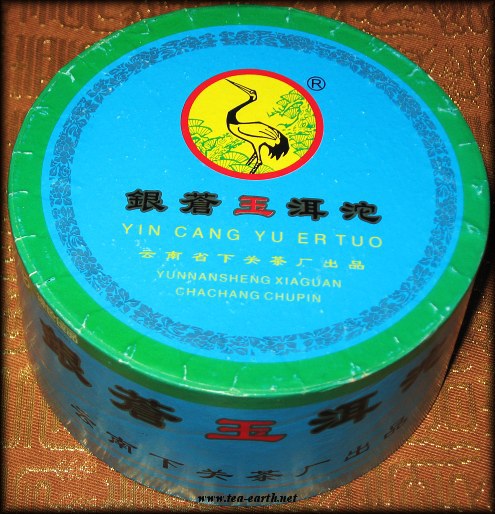 ®
銀蒼玉洱沱
YIN CANG YU ER TUO
云南省下关茶厂出品
YUNNANSHENG XIAGUAN
CHACHANG CHUPIN
銀蒼玉洱沱
云南下关茶厂出品
www.tea-earth.net